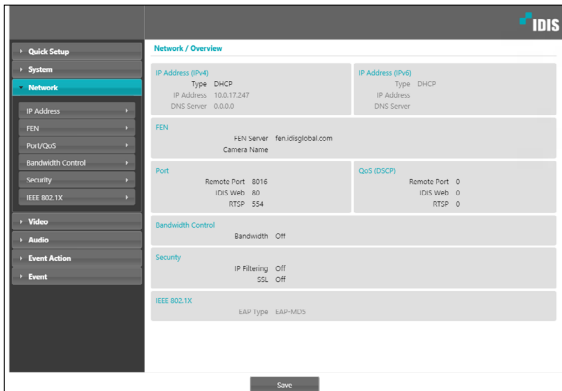 IDIS
Quick Setup
System
Network
IP Address
FEN
Port/QoS
Bandwidth Control
Security
IEEE 802.1X
Video
Audio
Event Action
Event
Network / Overview
IP Address (IPv4)
Type DHCP
IP Address 10.0.17.247
DNS Server 0.0.0.0
IP Address (IPv6)
Type DHCP
IP Address
DNS Server
FEN
FEN Server fen.idisglobal.com
Camera Name
Port
Remote Port 8016
IDIS Web 80
RTSP 554
QoS (DSCP)
Remote Port 0
IDIS Web 0
RTSP 0
Bandwidth Control
Bandwidth Off
Security
IP Filtering Off
SSL Off
IEEE 802.1X
EAP Type EAP-MD5
Save